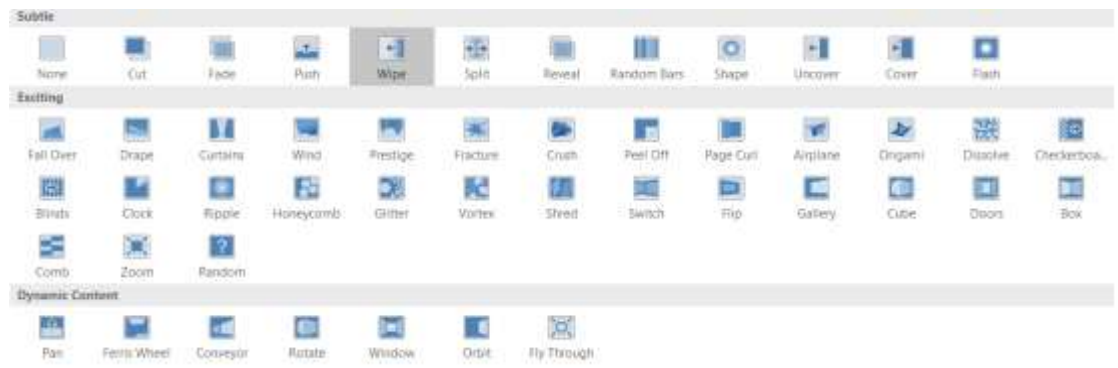 Subtle
None Cut Fade Push Wipe Split Reveal Random Bars Shape Uncover Cover Flash
Exciting
Fall Over Drape Curtains Wind Prestige Fracture Crush Peel Off Page Curl Airplane Origami Dissolve Checkerboa...
Blinds Clock Ripple Honeycomb Glitter Vortex Shred Switch Flip Gallery Cube Doors Box
Comb Zoom Random
Dynamic Content
Pan Ferris Wheel Conveyor Rotate Window Orbit Fly Through